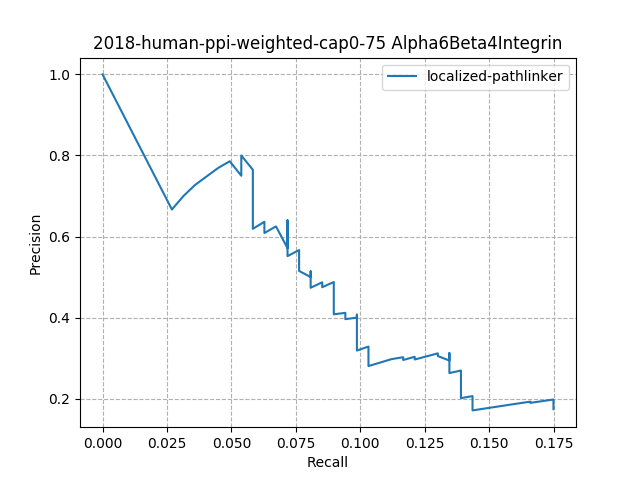 2018-human-ppi-weighted-cap0-75 Alpha6Beta4Integrin
localized-pathlinker
Precision
1.0
0.8
0.6
0.4
0.2
0.000 0.025 0.050 0.075 0.100 0.125 0.150 0.175
Recall